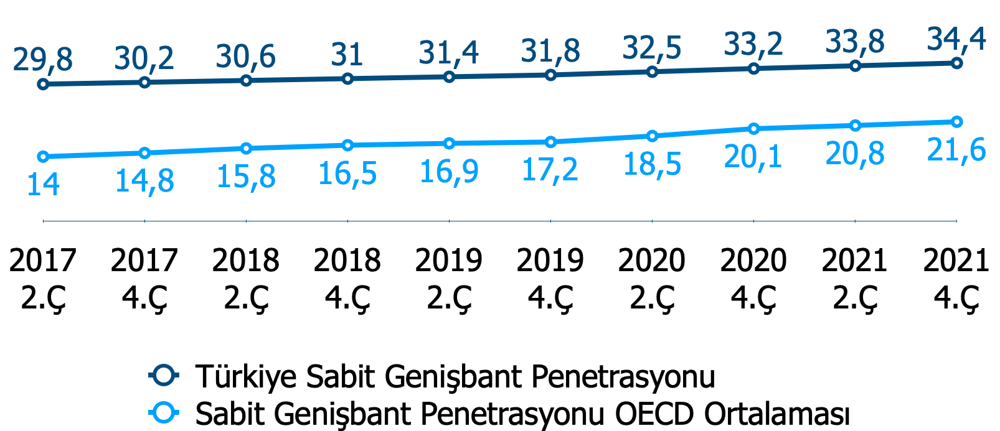 29,8 30,2 30,6 31 31,4 31,8 32,5 33,2 33,8 34,4
14 14,8 15,8 16,5 16,9 17,2 18,5 20,1 20,8 21,6
2017 2017 2018 2018 2019 2019 2020 2020 2021 2021
2.Ç 4.Ç 2.Ç 4.Ç 2.Ç 4.Ç 2.Ç 4.Ç 2.Ç 4.Ç
Türkiye Sabit Genişbant Penetrasyonu
Sabit Genişbant Penetrasyonu OECD Ortalaması